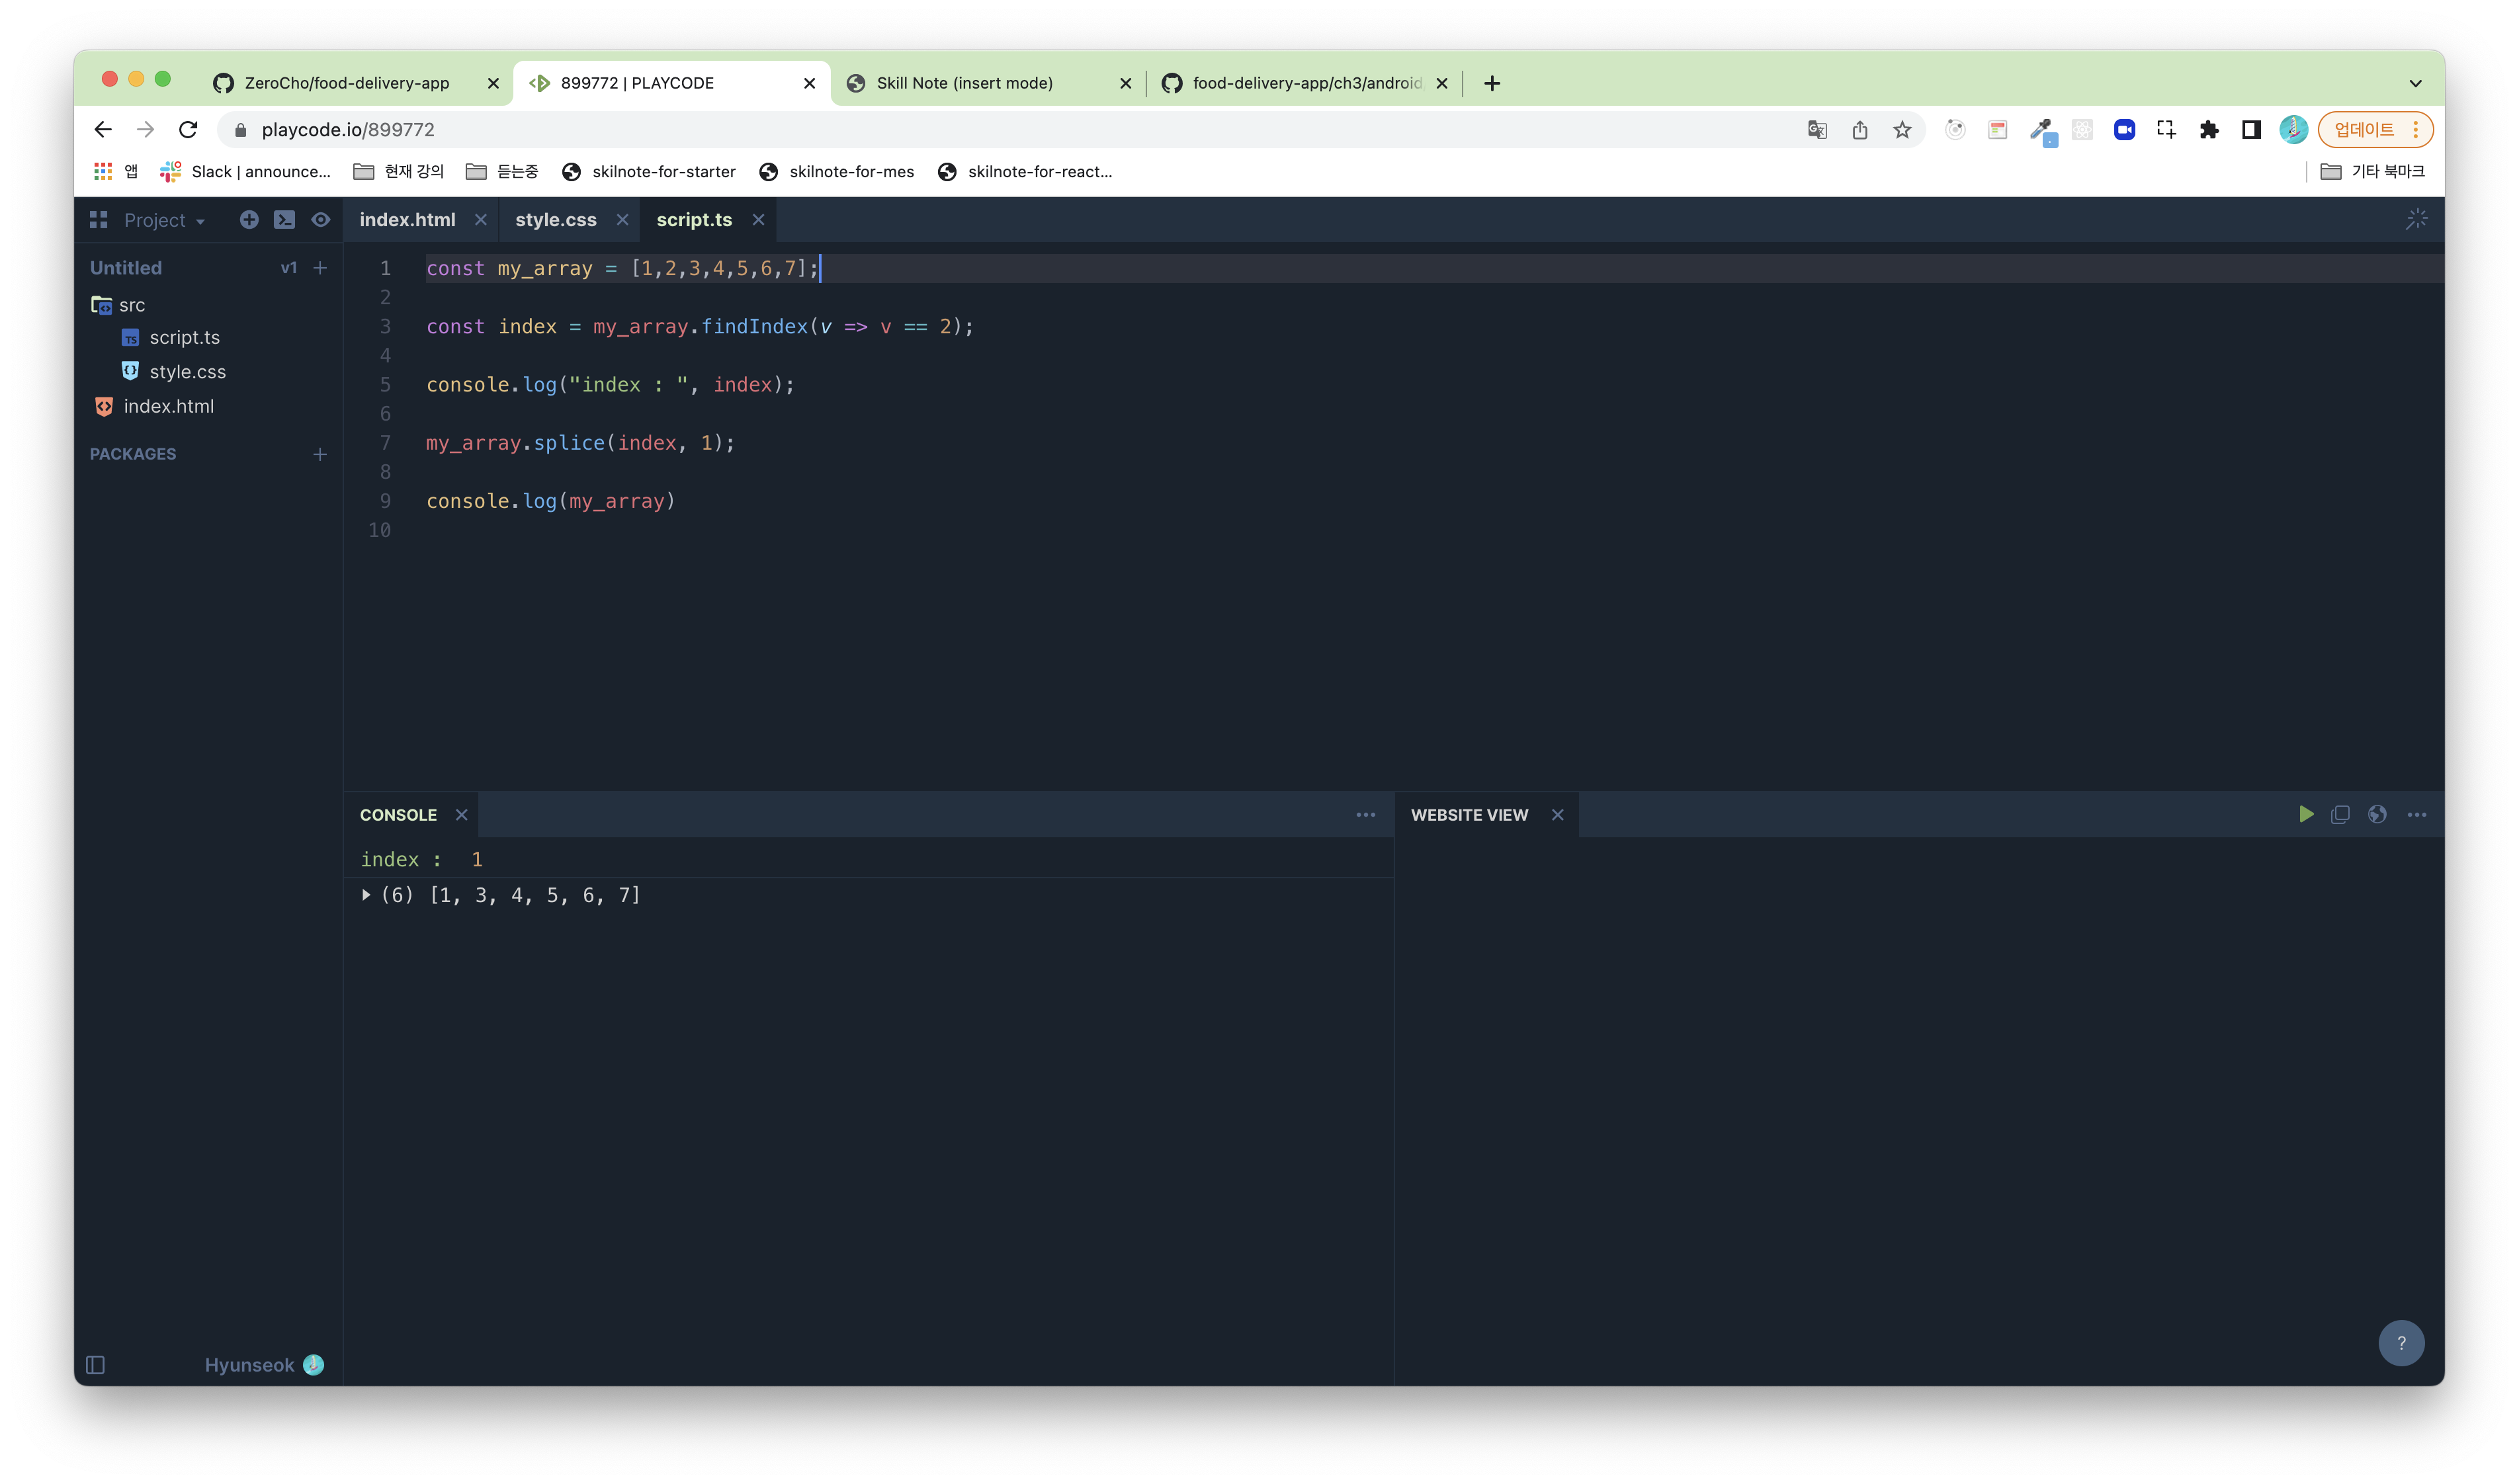 ZeroCho/food-delivery-app
899772 | PLAYCODE
Skill Note (insert mode)
food-delivery-app/ch3/android
playcode.io/899772
업데이트
앱
Slack | announce...
현재 강의
듣는중
skilnote-for-starter
skilnote-for-mes
skilnote-for-react...
기타 북마크
Project
index.html
style.css
script.ts
Untitled v1
src
TS script.ts
style.css
index.html
PACKAGES
1 const my_array = [1,2,3,4,5,6,7];
2
3 const index = my_array.findIndex(v => v == 2);
4
5 console.log("index : ", index);
6
7 my_array.splice(index, 1);
8
9 console.log(my_array)
10
CONSOLE
index : 1
(6) [1, 3, 4, 5, 6, 7]
WEBSITE VIEW
?
Hyunseok